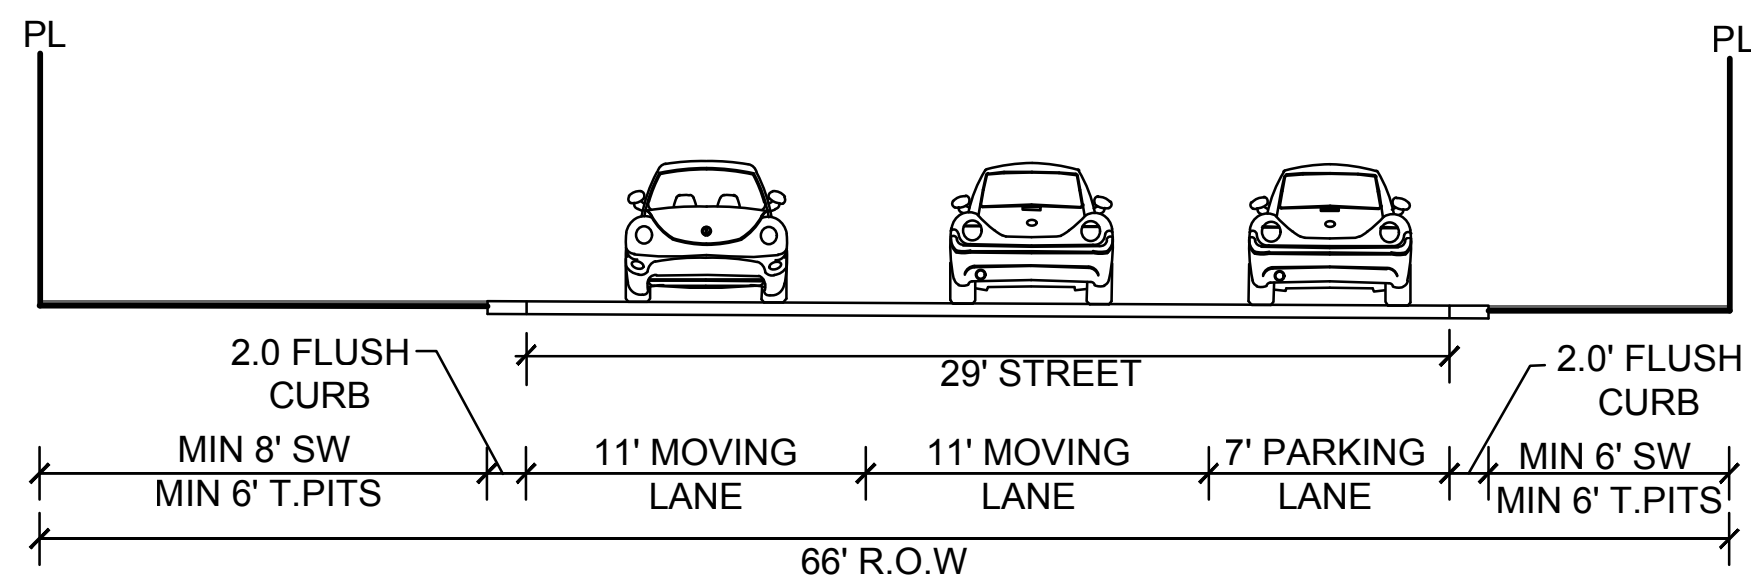 PL
PL
2.0 FLUSH
CURB
29' STREET
2.0' FLUSH
CURB
MIN 8' SW
MIN 6' T.PITS
11' MOVING
LANE
11' MOVING
LANE
7' PARKING
LANE
MIN 6' SW
MIN 6' T.PITS
66' R.O.W